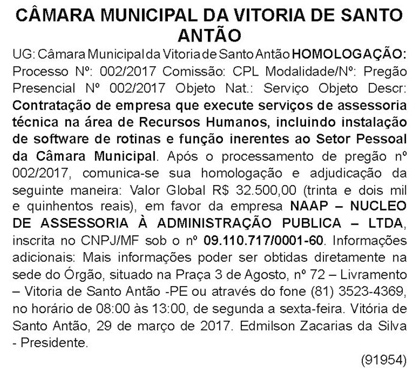 CÂMARA MUNICIPAL DA VITORIA DE SANTO
ANTÃO
UG: Câmara Municipal da Vitoria de Santo Antão HOMOLOGAÇÃO:
Processo Nº: 002/2017 Comissão: CPL Modalidade/Nº: Pregão
Presencial Nº 002/2017 Objeto Nat.: Serviço Objeto Descr:
Contratação de empresa que execute serviços de assessoria
técnica na área de Recursos Humanos, incluindo instalação
de software de rotinas e função inerentes ao Setor Pessoal
da Câmara Municipal. Após o processamento de pregão nº
002/2017, comunica-se sua homologação e adjudicação da
seguinte maneira: Valor Global R$ 32.500,00 (trinta e dois mil
e quinhentos reais), em favor da empresa NAAP – NUCLEO
DE ASSESSORIA À ADMINISTRAÇÃO PUBLICA – LTDA,
inscrita no CNPJ/MF sob o nº 09.110.717/0001-60. Informações
adicionais: Mais informações poder ser obtidas diretamente na
sede do Órgão, situado na Praça 3 de Agosto, nº 72 – Livramento
– Vitoria de Santo Antão -PE ou através do fone (81) 3523-4369,
no horário de 08:00 às 13:00, de segunda a sexta-feira. Vitória de
Santo Antão, 29 de março de 2017. Edmilson Zacarias da Silva
- Presidente.
(91954)